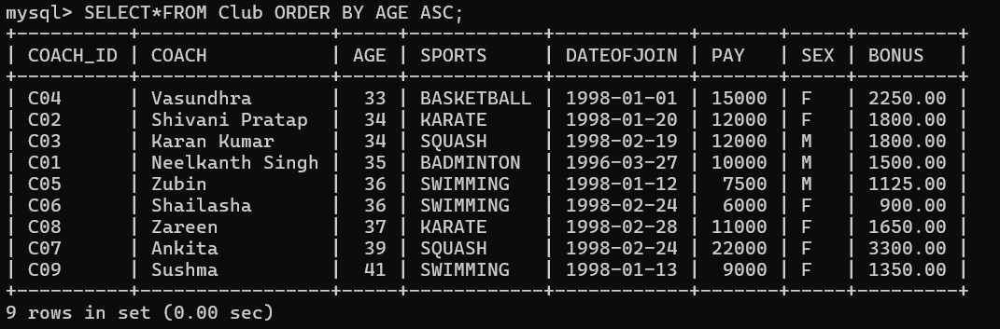 mysql> SELECT*FROM Club ORDER BY AGE ASC;
+----------+-----------------+-----+------------+------------+-------+-----+---------+
| COACH_ID | COACH           | AGE | SPORTS     | DATEOFJOIN | PAY   | SEX | BONUS   |
+----------+-----------------+-----+------------+------------+-------+-----+---------+
| C04      | Vasundhra       |  33 | BASKETBALL | 1998-01-01 | 15000 | F   | 2250.00 |
| C02      | Shivani Pratap  |  34 | KARATE     | 1998-01-20 | 12000 | F   | 1800.00 |
| C03      | Karan Kumar     |  34 | SQUASH     | 1998-02-19 | 12000 | M   | 1800.00 |
| C01      | Neelkanth Singh |  35 | BADMINTON  | 1996-03-27 | 10000 | M   | 1500.00 |
| C05      | Zubin           |  36 | SWIMMING   | 1998-01-12 |  7500 | M   | 1125.00 |
| C06      | Shailasha       |  36 | SWIMMING   | 1998-02-24 |  6000 | F   |  900.00 |
| C08      | Zareen          |  37 | KARATE     | 1998-02-28 | 11000 | F   | 1650.00 |
| C07      | Ankita          |  39 | SQUASH     | 1998-02-24 | 22000 | F   | 3300.00 |
| C09      | Sushma          |  41 | SWIMMING   | 1998-01-13 |  9000 | F   | 1350.00 |
+----------+-----------------+-----+------------+------------+-------+-----+---------+
9 rows in set (0.00 sec)